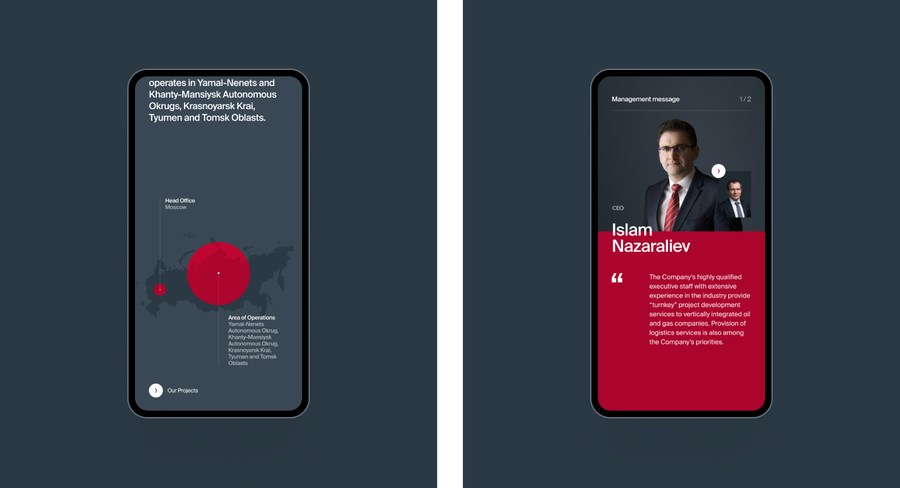 operates in Yamal-Nenets and
Khanty-Mansiysk Autonomous
Okrugs, Krasnoyarsk Krai,
Tyumen and Tomsk Oblasts.
Head Office
Moscow
Area of Operations
Yamal-Nenets
Autonomous Okrug,
Khanty-Mansiysk
Autonomous Okrug,
Krasnoyarsk Krai,
Tyumen and Tomsk
Oblasts
Our Projects
Management message
1 / 2
CEO
Islam
Nazaraliev
“
The Company's highly qualified
executive staff with extensive
experience in the industry provide
"turnkey" project development
services to vertically integrated oil
and gas companies. Provision of
logistics services is also among
the Company's priorities.